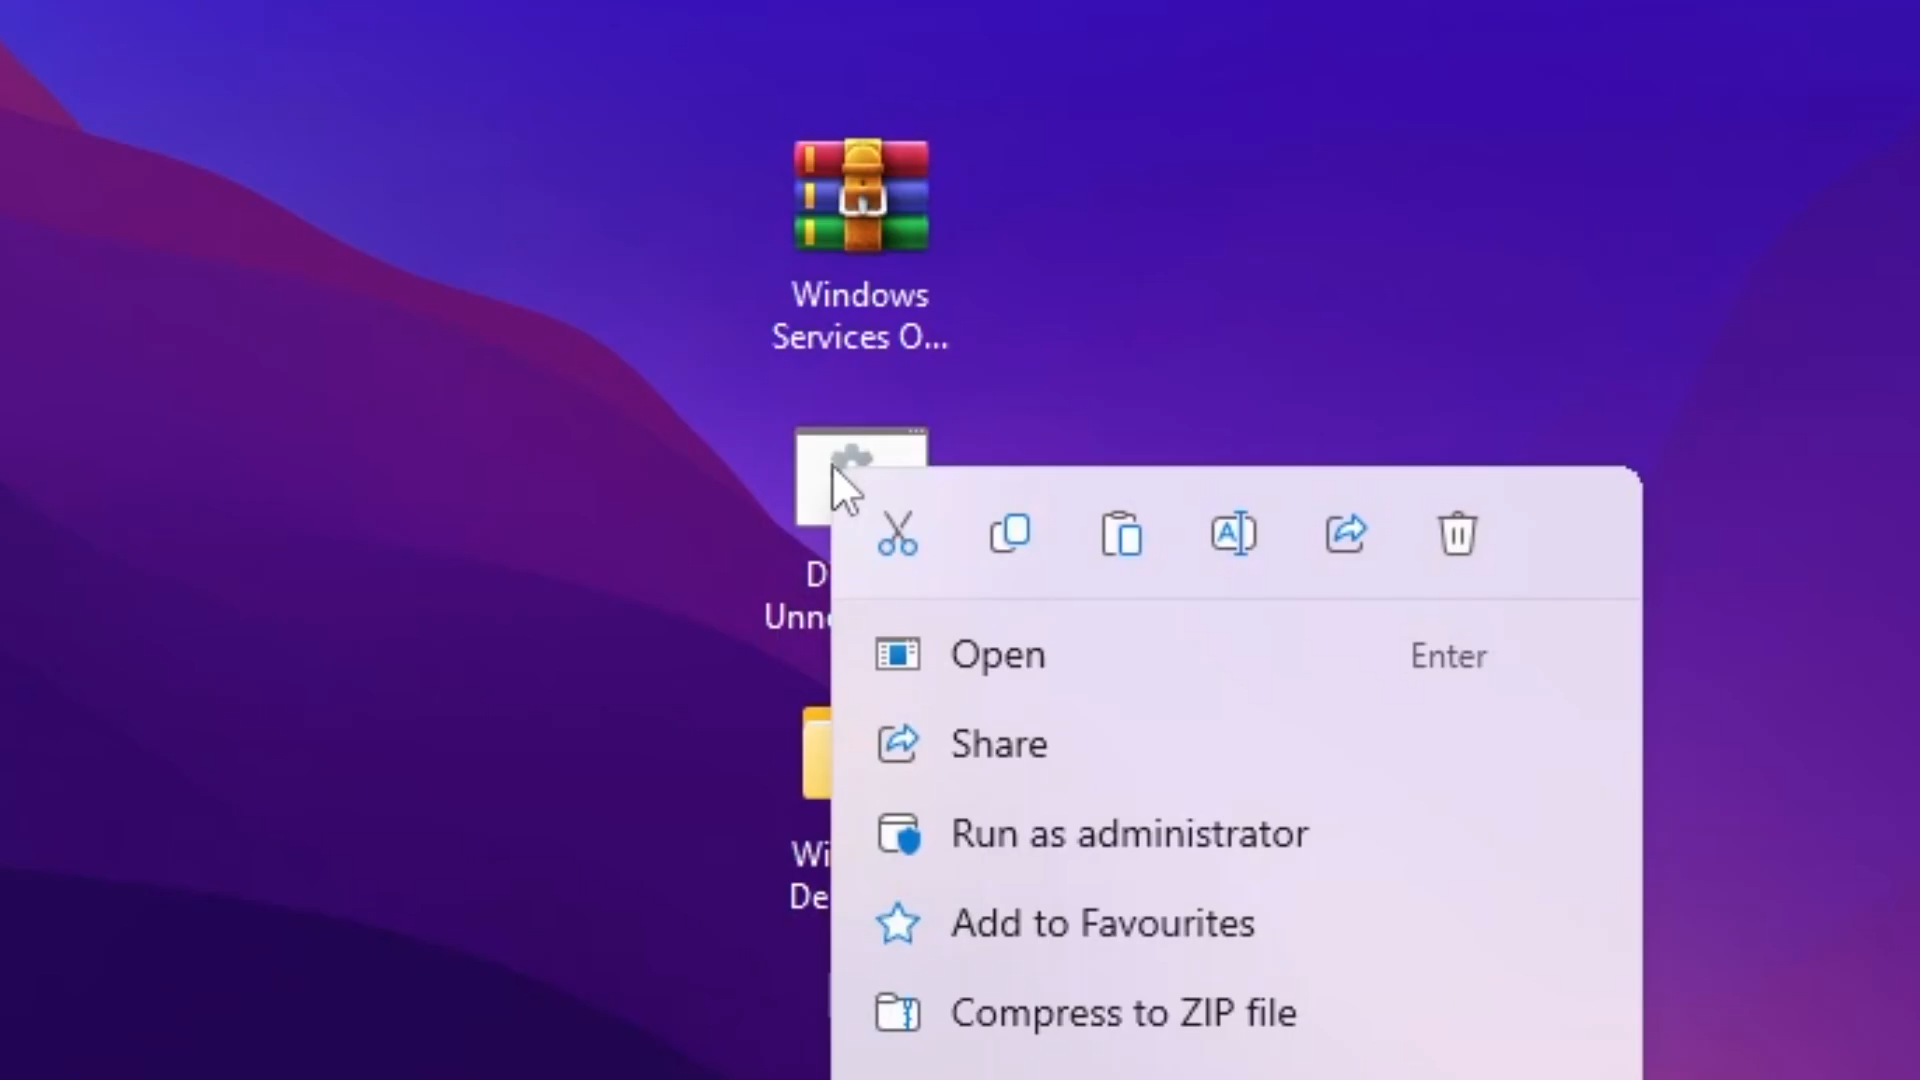 Windows
Services O...
Open Enter
Share
Run as administrator
Add to Favourites
Compress to ZIP file